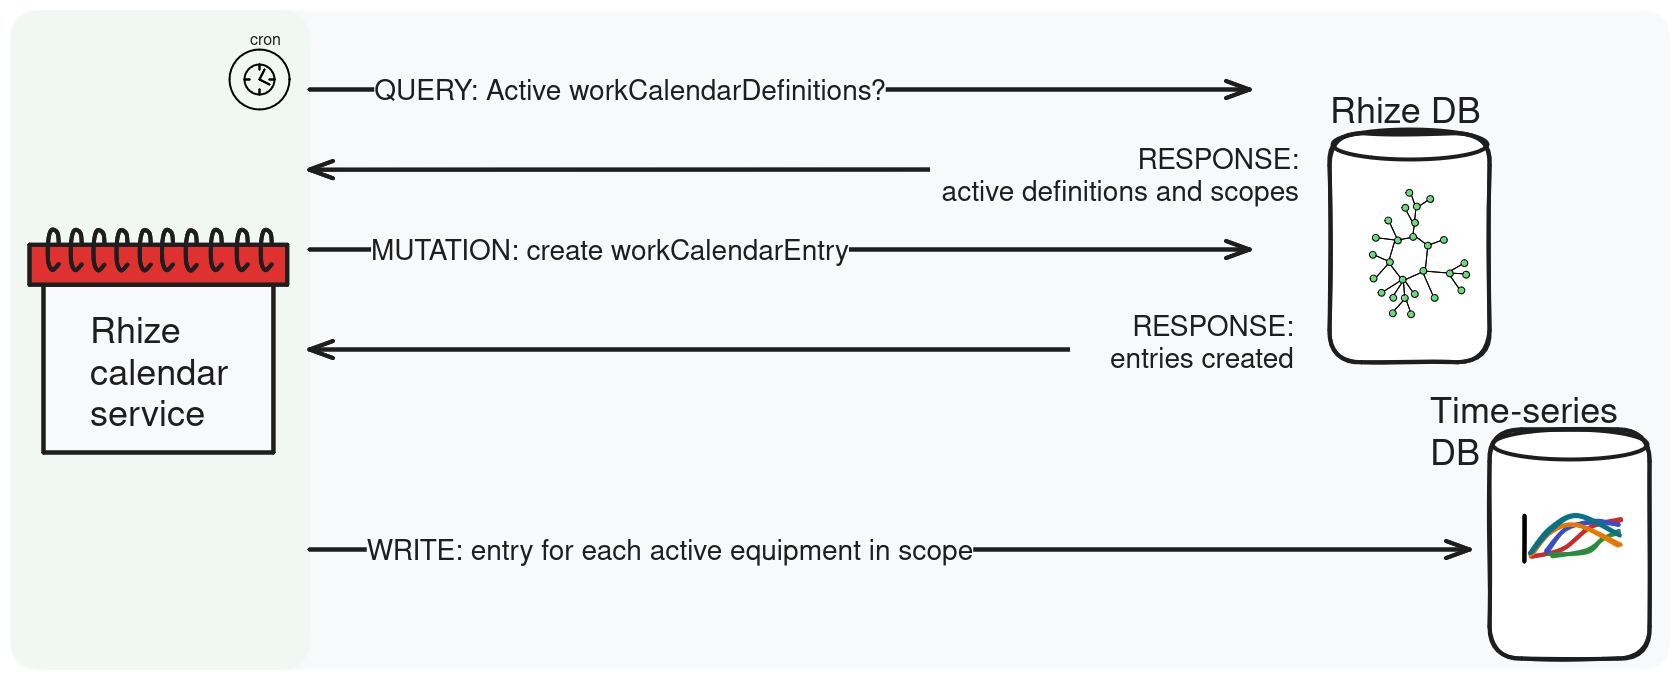 cron
QUERY: Active workCalendarDefinitions?
Rhize DB
RESPONSE:
active definitions and scopes
MUTATION: create workCalendarEntry
Rhize
calendar
service
RESPONSE:
entries created
Time-series
DB
WRITE: entry for each active equipment in scope